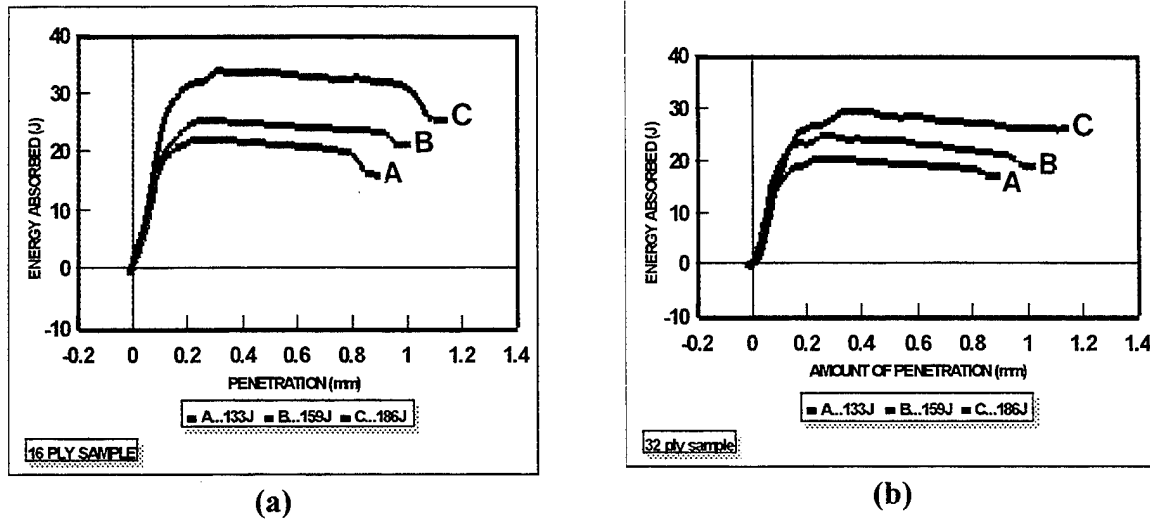 40
30
20
10
0
-10
ENERGY ABSORBED (J)
C
B
A
-0.2 0 0.2 0.4 0.6 0.8 1 1.2 1.4
PENETRATION (mm)
A...133J B...159J C...186J
16 PLY SAMPLE
(a)
40
30
20
10
0
-10
ENERGY ABSORBED (J)
C
B
A
-0.2 0 0.2 0.4 0.6 0.8 1 1.2 1.4
AMOUNT OF PENETRATION (mm)
A...133J B...159J C...186J
32 ply sample
(b)